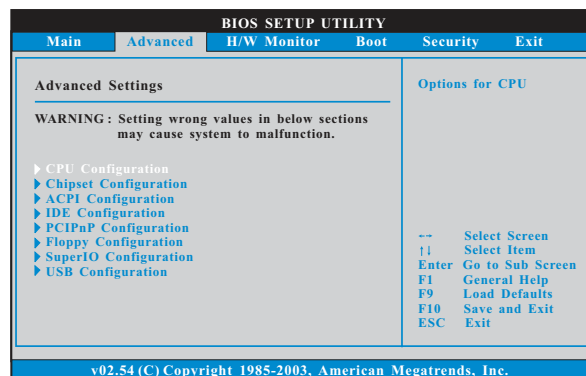 BIOS SETUP UTILITY
Main Advanced H/W Monitor Boot Security Exit
Advanced Settings
WARNING : Setting wrong values in below sections
may cause system to malfunction.
CPU Configuration
Chipset Configuration
ACPI Configuration
IDE Configuration
PCIPnP Configuration
Floppy Configuration
SuperIO Configuration
USB Configuration
Options for CPU
←→ Select Screen
↑↓ Select Item
Enter Go to Sub Screen
F1 General Help
F9 Load Defaults
F10 Save and Exit
ESC Exit
v02.54 (C) Copyright 1985-2003, American Megatrends, Inc.